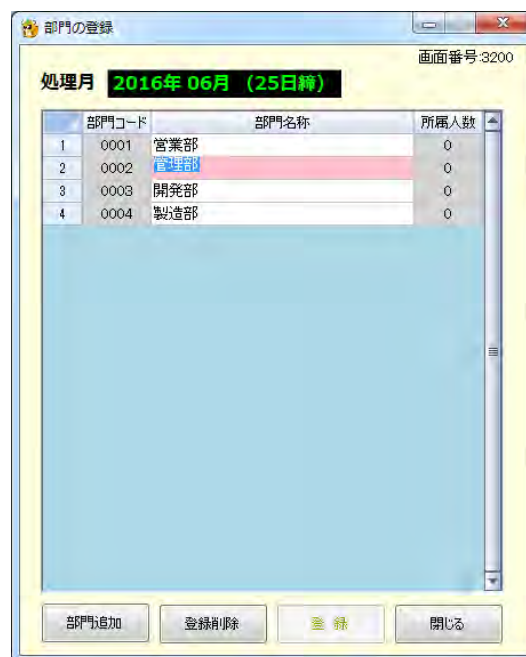 部門の登録
画面番号:3200
処理月 2016年 06月 (25日締)
部門コード 部門名称 所属人数
1 0001 営業部 0
2 0002 管理部 0
3 0003 開発部 0
4 0004 製造部 0
部門追加 登録削除 登 録 閉じる